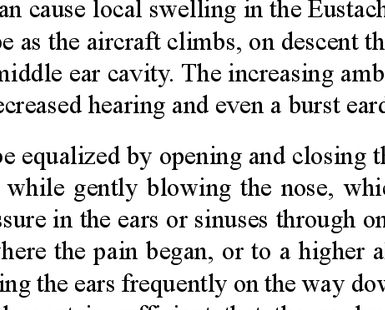 an cause local swelling in the Eustach
be as the aircraft climbs, on descent th
middle ear cavity. The increasing amb
ecreased hearing and even a burst eard
be equalized by opening and closing th
while gently blowing the nose, whic
ssure in the ears or sinuses through on
where the pain began, or to a higher al
ing the ears frequently on the way dow